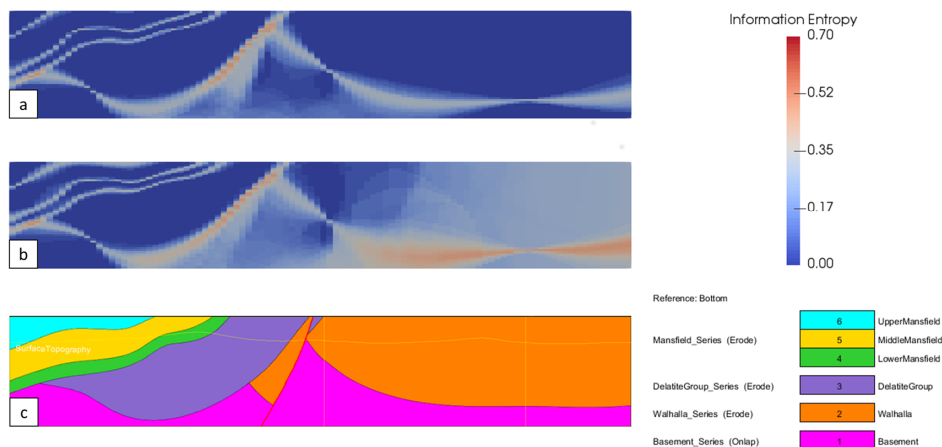 Information Entropy
0.70
0.52
0.35
0.17
0.00
a
b
c
SurfaceTopography
Reference: Bottom
Mansfield_Series (Erode)
6 UpperMansfield
5 MiddleMansfield
4 LowerMansfield
DelatiteGroup_Series (Erode) 3 DelatiteGroup
Walhalla_Series (Erode) 2 Walhalla
Basement_Series (Onlap) 1 Basement